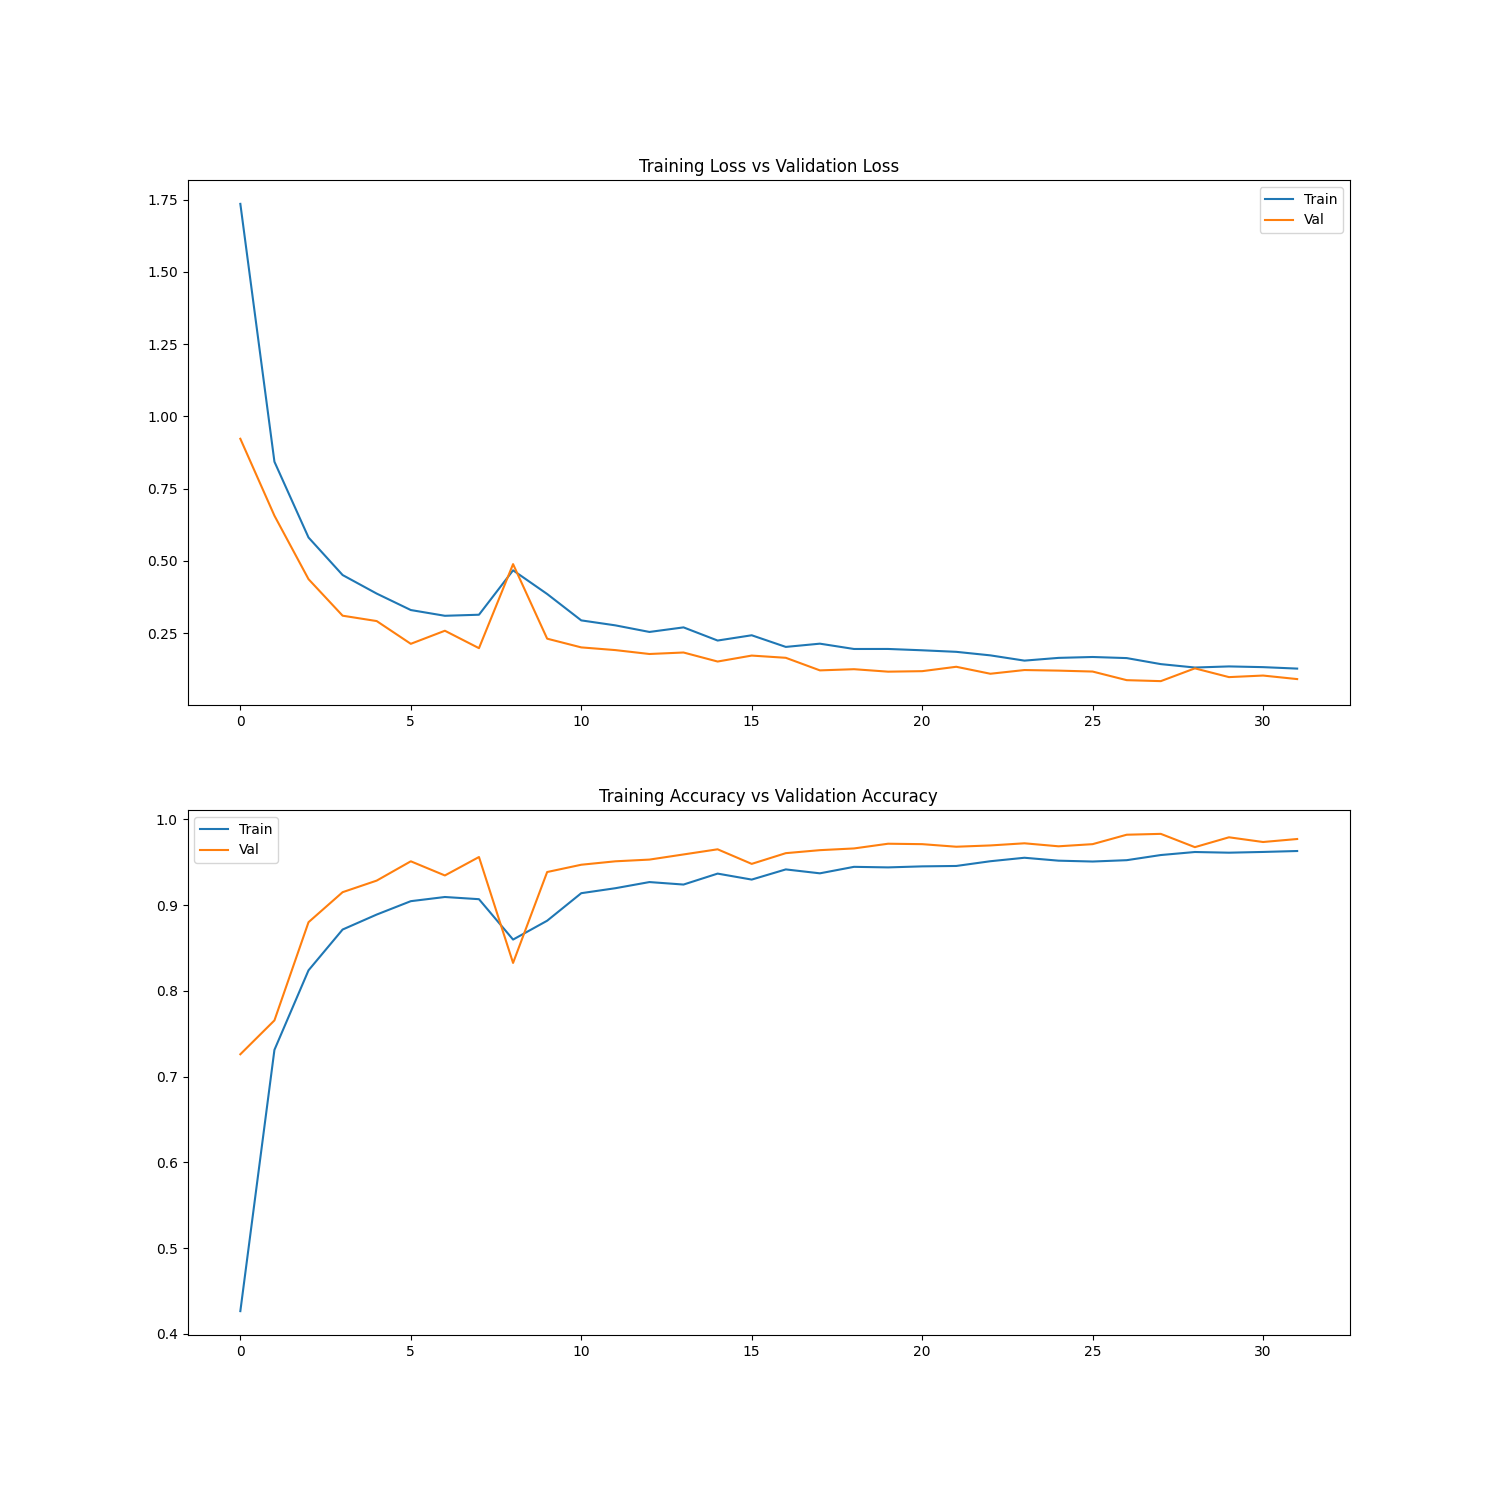 Training Loss vs Validation Loss
1.75
1.50
1.25
1.00
0.75
0.50
0.25
Train
Val
0 5 10 15 20 25 30
Training Accuracy vs Validation Accuracy
1.0
0.9
0.8
0.7
0.6
0.5
0.4
Train
Val
0 5 10 15 20 25 30